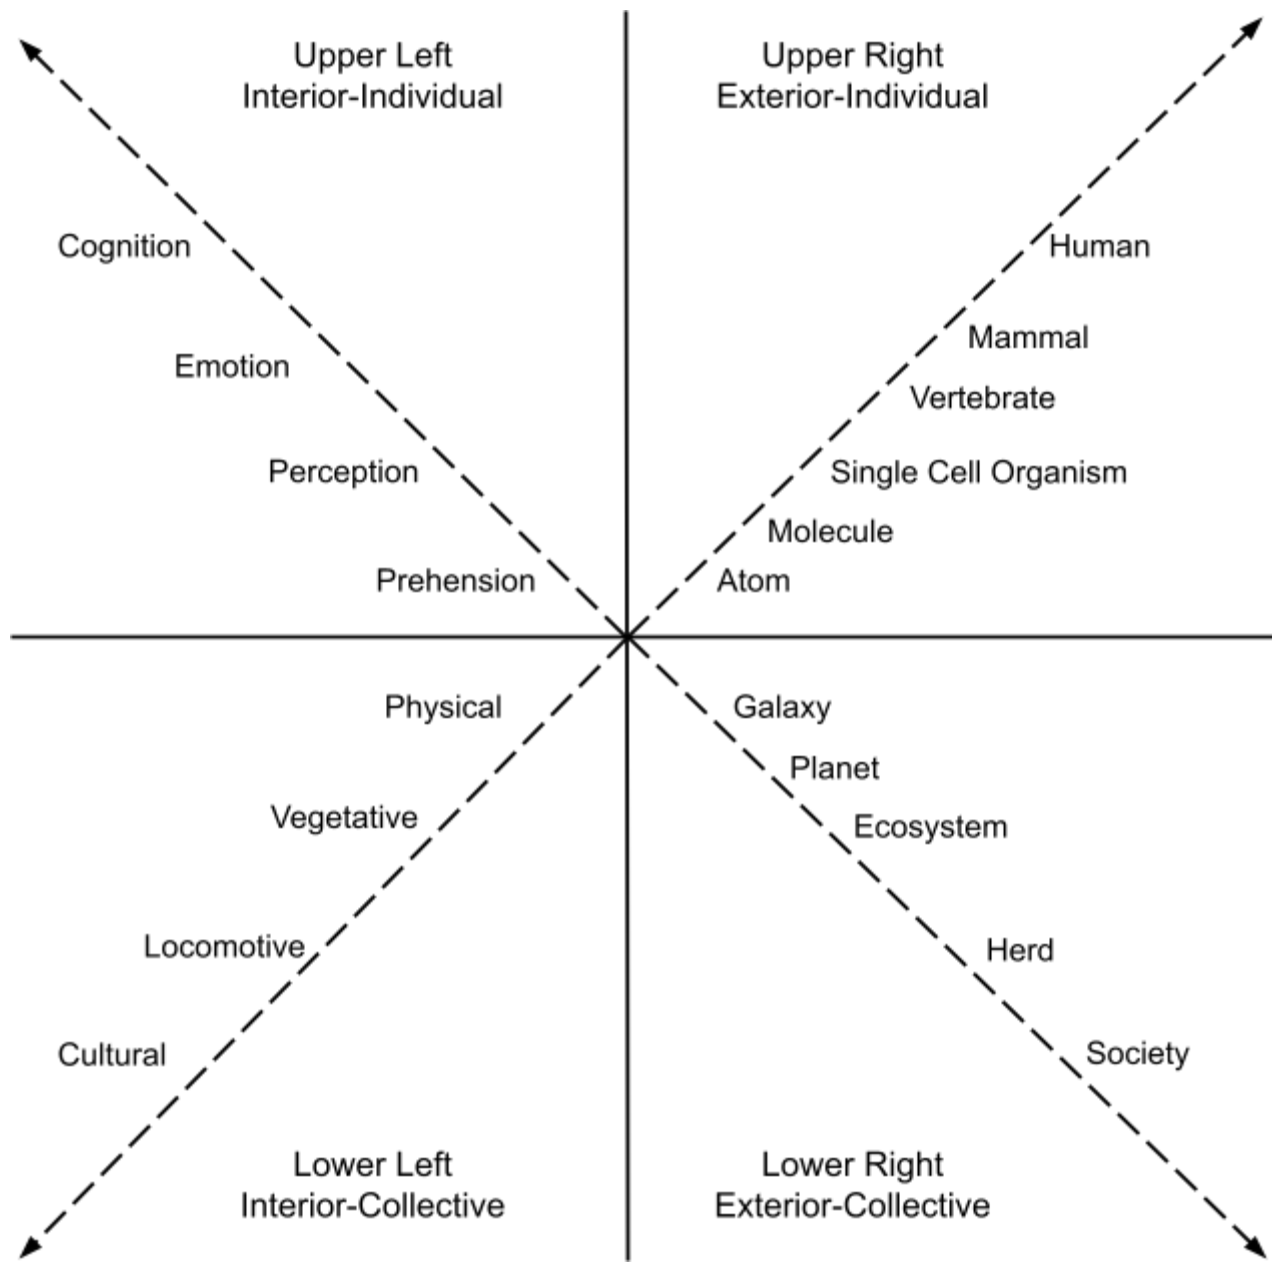 Upper Left
Interior-Individual
Upper Right
Exterior-Individual
Cognition
Emotion
Perception
Prehension
Human
Mammal
Vertebrate
Single Cell Organism
Molecule
Atom
Physical
Vegetative
Locomotive
Cultural
Lower Left
Interior-Collective
Galaxy
Planet
Ecosystem
Herd
Society
Lower Right
Exterior-Collective